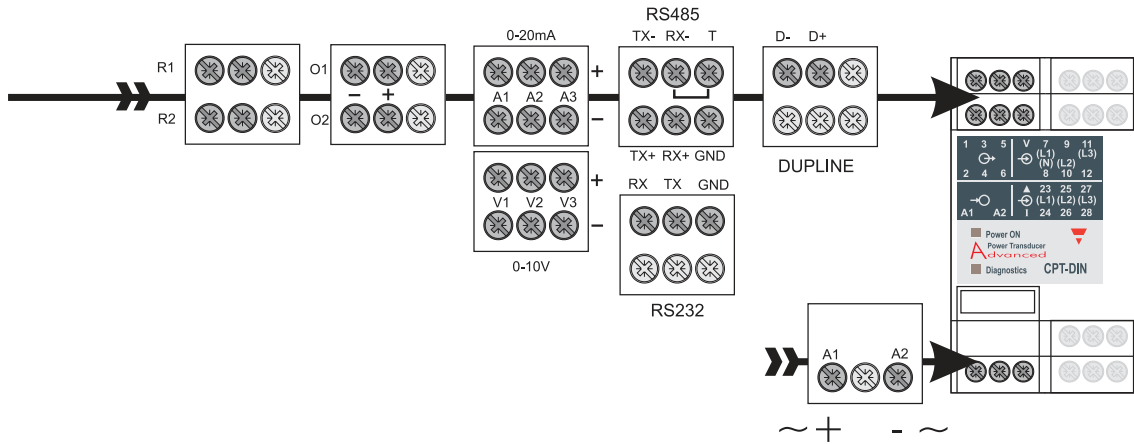 RS485
0-20mA TX- RX- T D- D+
R1 O1 +
− + A1 A2 A3
R2 O2 −
TX+ RX+ GND DUPLINE
RX TX GND
+
V1 V2 V3
−
0-10V
RS232
1 3 5 V 7 9 11
(L1) (L3)
(N) (L2)
2 4 6 8 10 12
▲ 23 25 27
(L1) (L2) (L3)
A1 A2 I 24 26 28
Power ON
Power Transducer
Advanced
Diagnostics CPT-DIN
A1 A2
~ + - ~